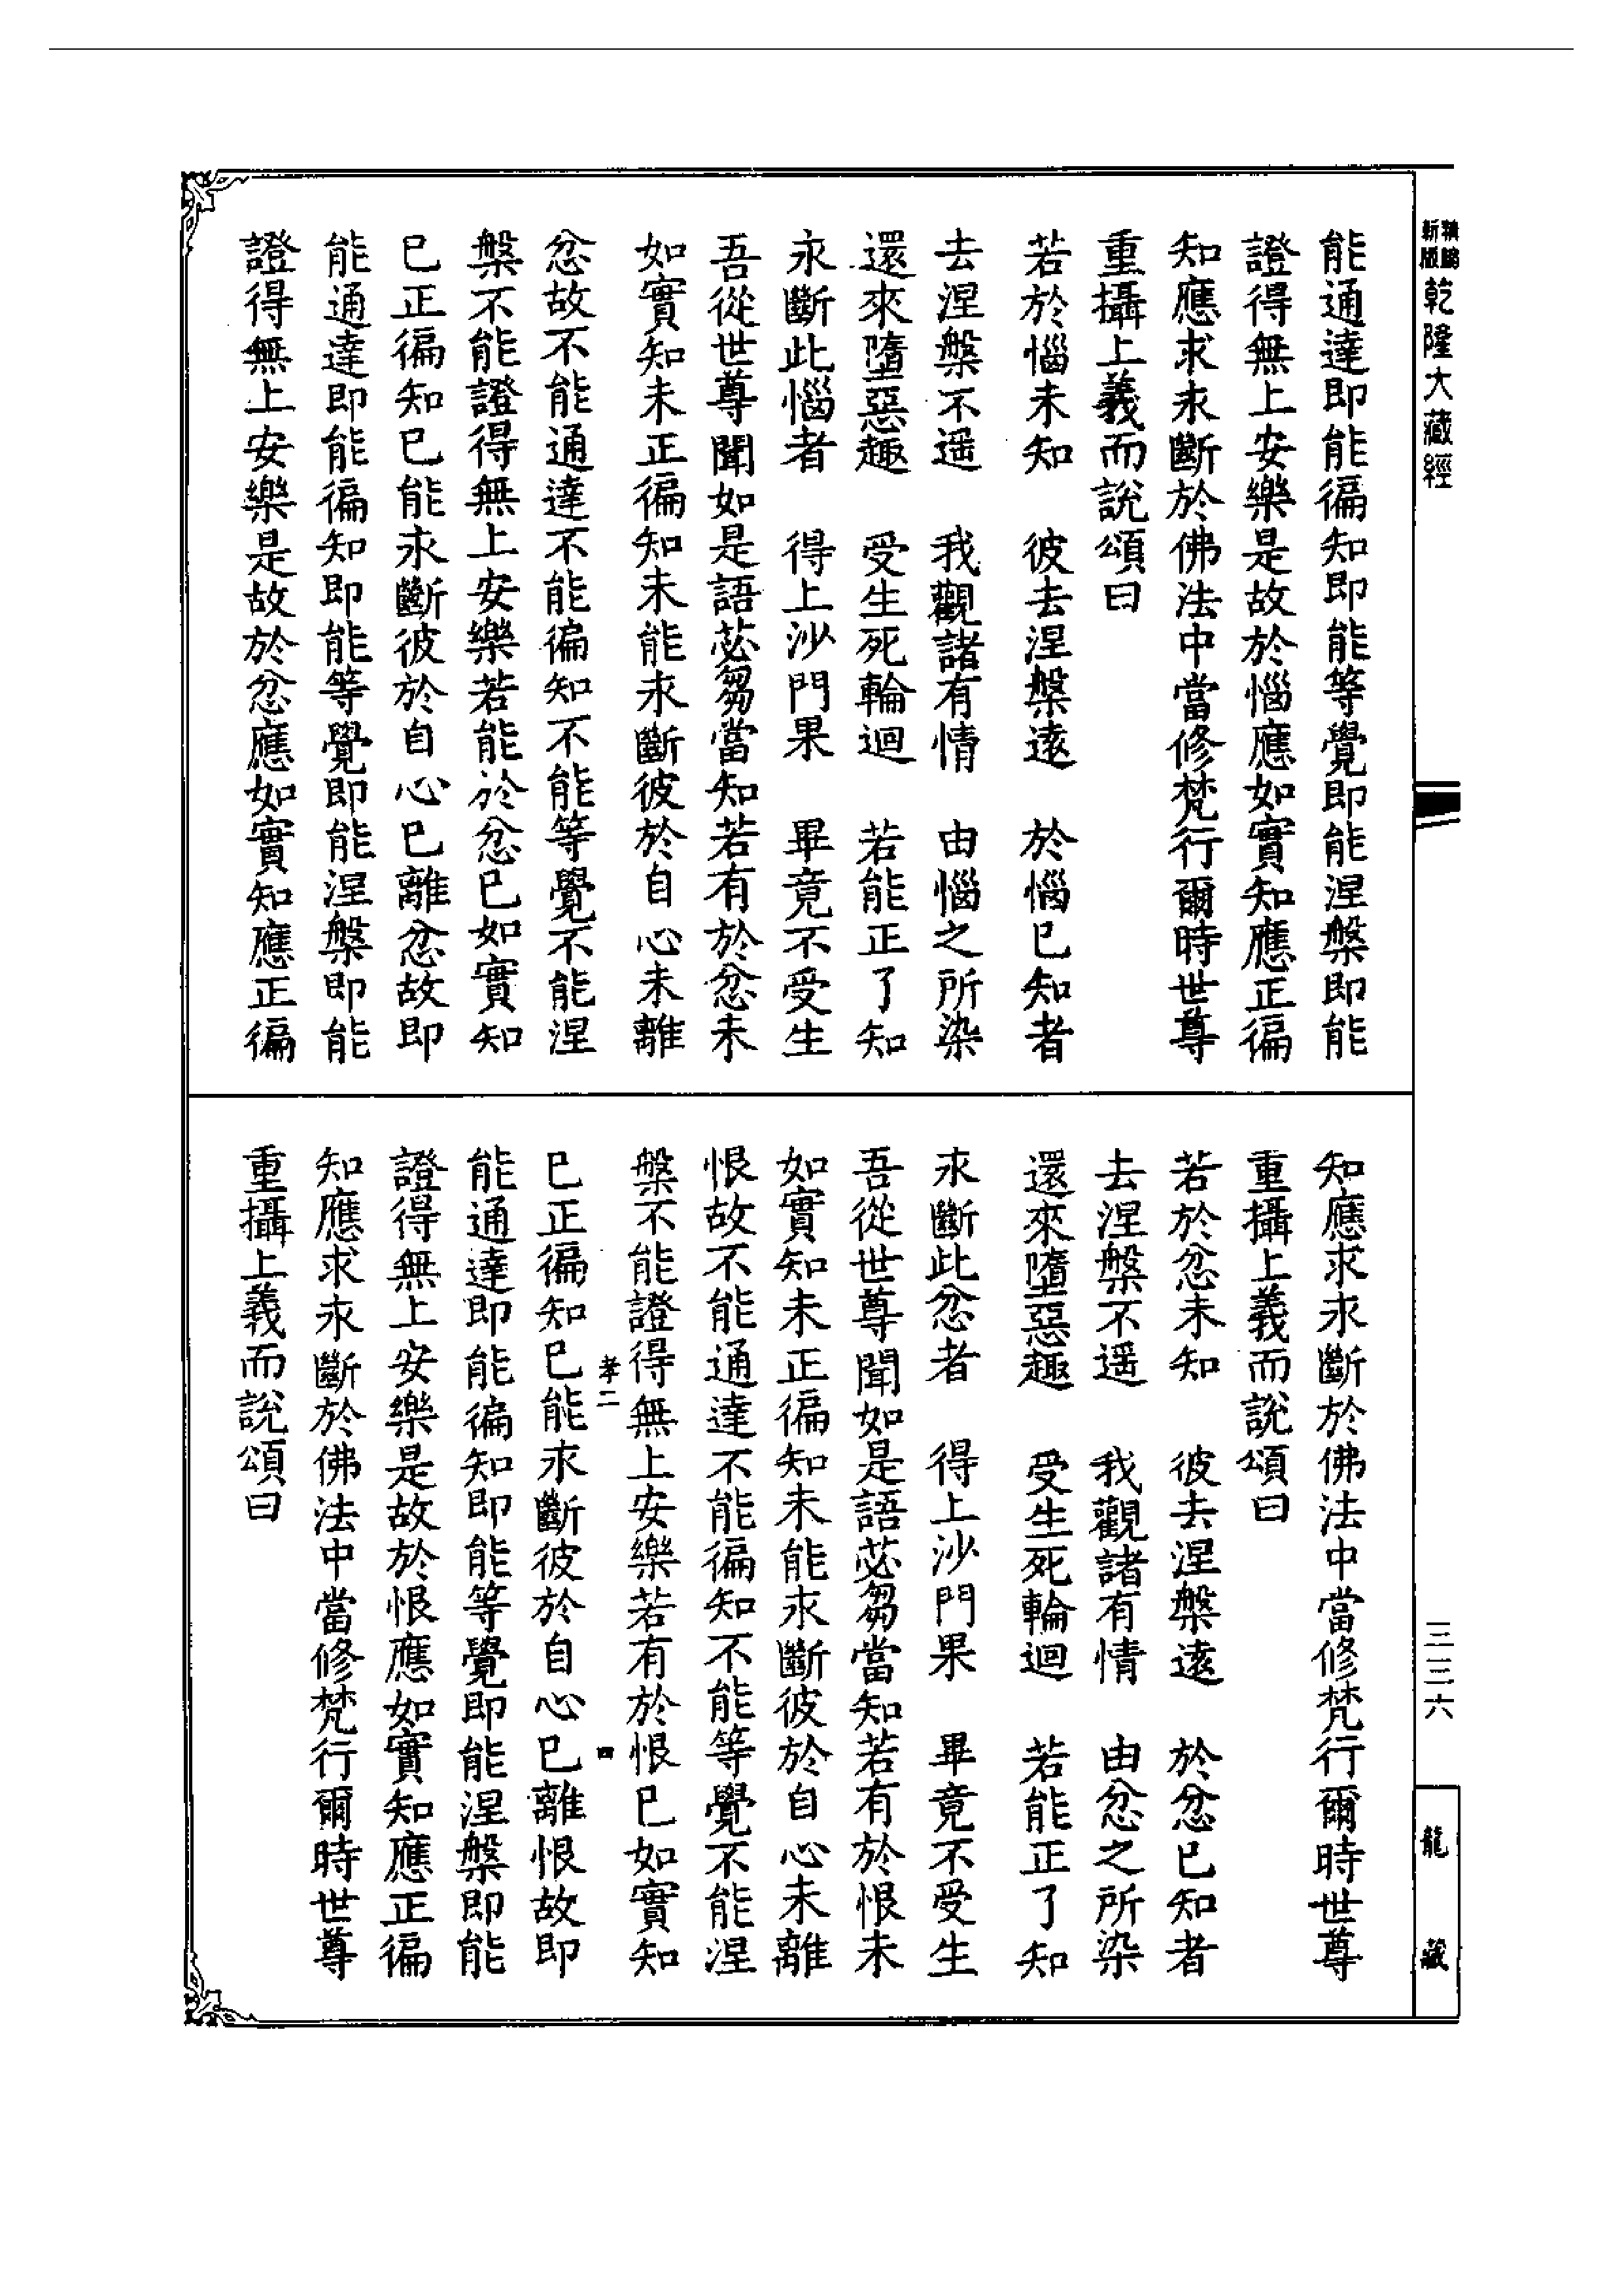 新版
乾隆大藏經
三三六
龍藏
能通達即能徧知即能等覺即能涅槃即能
證得無上安樂是故於惱應如實知應正徧
知應求永斷於佛法中當修梵行爾時世尊
重攝上義而說頌曰
若於惱未知　彼去涅槃遠　於惱已知者
去涅槃不遥　我觀諸有情　由惱之所染
還來墮惡趣　受生死輪迴　若能正了知
永斷此惱者　得上沙門果　畢竟不受生
吾從世尊聞如是語苾芻當知若有於忿未
如實知未正徧知未能永斷彼於自心未離
忿故不能通達不能徧知不能等覺不能涅
槃不能證得無上安樂若能於忿已如實知
已正徧知已能永斷彼於自心已離忿故即
能通達即能徧知即能等覺即能涅槃即能
證得無上安樂是故於忿應如實知應正徧
知應求永斷於佛法中當修梵行爾時世尊
重攝上義而說頌曰
若於忿未知　彼去涅槃遠　於忿已知者
去涅槃不遥　我觀諸有情　由忿之所染
還來墮惡趣　受生死輪迴　若能正了知
永斷此忿者　得上沙門果　畢竟不受生
吾從世尊聞如是語苾芻當知若有於恨未
如實知未正徧知未能永斷彼於自心未離
恨故不能通達不能徧知不能等覺不能涅
槃不能證得無上安樂若有於恨已如實知
孝二　四
已正徧知已能永斷彼於自心已離恨故即
能通達即能徧知即能等覺即能涅槃即能
證得無上安樂是故於恨應如實知應正徧
知應求永斷於佛法中當修梵行爾時世尊
重攝上義而說頌曰